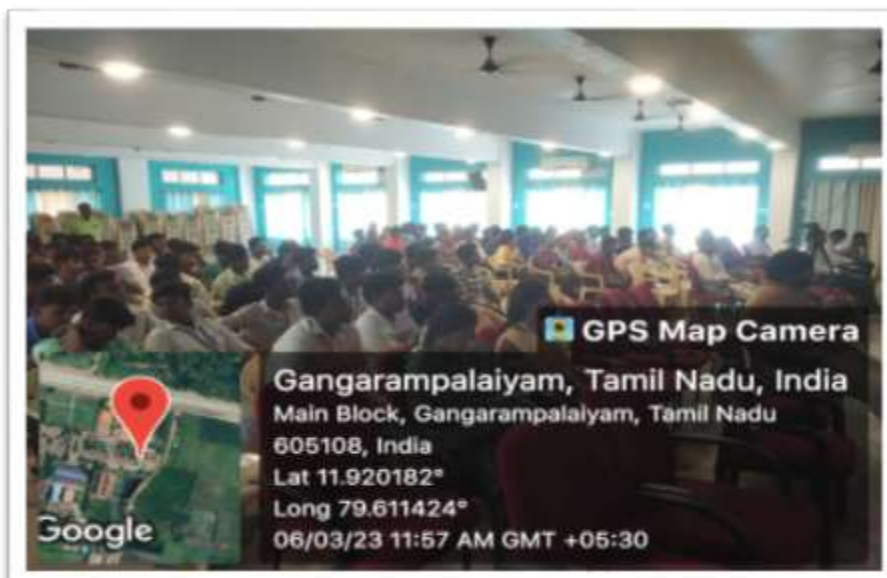 GPS Map Camera
Gangarampalaiyam, Tamil Nadu, India
Main Block, Gangarampalaiyam, Tamil Nadu
605108, India
Lat 11.920182°
Long 79.611424°
06/03/23 11:57 AM GMT +05:30
Google